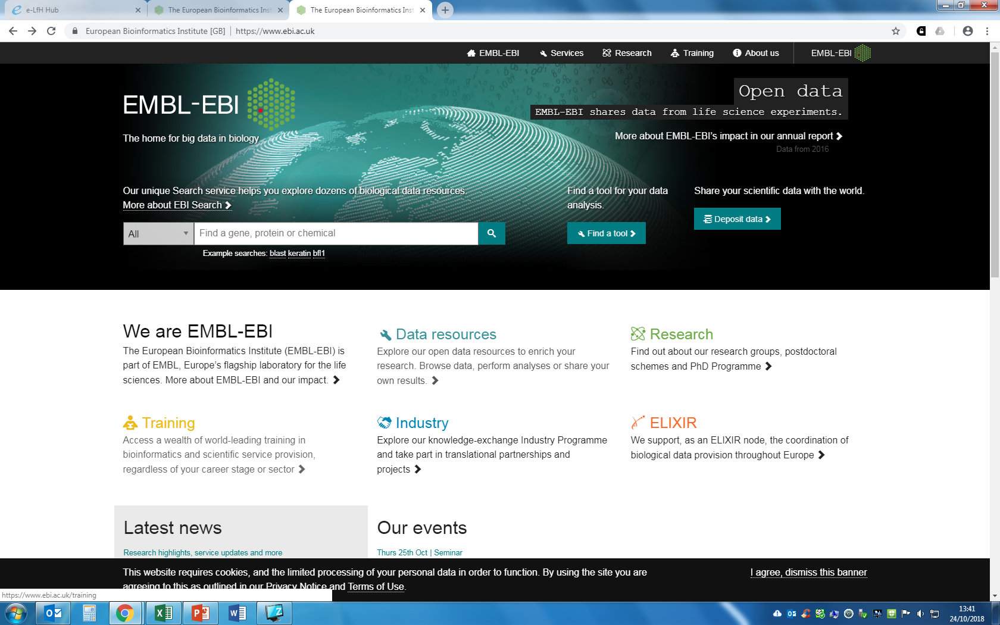 e-LfH Hub
The European Bioinformatics Inst
The European Bioinformatics Inst
European Bioinformatics Institute [GB] | https://www.ebi.ac.uk
EMBL-EBI Services Research Training About us EMBL-EBI
EMBL-EBI
The home for big data in biology
Open data
EMBL-EBI shares data from life science experiments.
More about EMBL-EBI's impact in our annual report
Data from 2016
Our unique Search service helps you explore dozens of biological data resources.
More about EBI Search
All Find a gene, protein or chemical
Example searches: blast keratin bfl1
Find a tool for your data
analysis.
Find a tool
Share your scientific data with the world.
Deposit data
We are EMBL-EBI
The European Bioinformatics Institute (EMBL-EBI) is
part of EMBL, Europe's flagship laboratory for the life
sciences. More about EMBL-EBI and our impact.
Data resources
Explore our open data resources to enrich your
research. Browse data, perform analyses or share your
own results.
Research
Find out about our research groups, postdoctoral
schemes and PhD Programme
Training
Access a wealth of world-leading training in
bioinformatics and scientific service provision,
regardless of your career stage or sector
Industry
Explore our knowledge-exchange Industry Programme
and take part in translational partnerships and
projects
ELIXIR
We support, as an ELIXIR node, the coordination of
biological data provision throughout Europe
Latest news
Research highlights, service updates and more
Our events
Thurs 25th Oct | Seminar
This website requires cookies, and the limited processing of your personal data in order to function. By using the site you are
agreeing to this as outlined in our Privacy Notice and Terms of Use.
I agree, dismiss this banner
https://www.ebi.ac.uk/training
13:41
24/10/2018